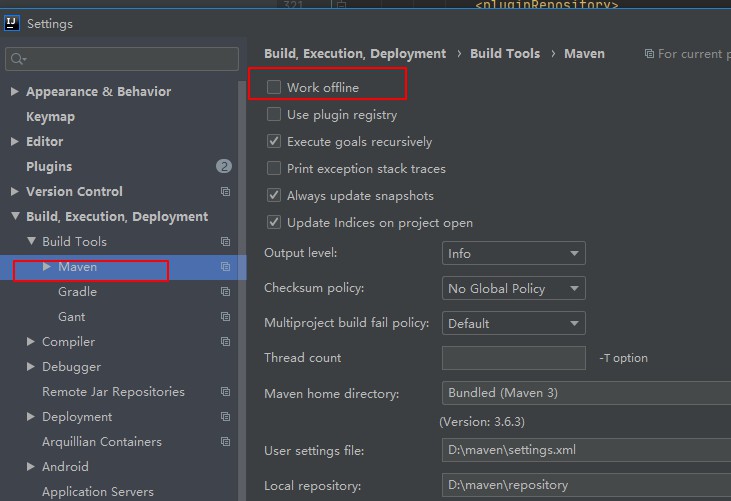 321
<pluginRepository>
IJ
Settings
Appearance & Behavior
Keymap
Editor
Plugins
2
Version Control
Build, Execution, Deployment
Build Tools
Maven
Gradle
Gant
Compiler
Debugger
Remote Jar Repositories
Deployment
Arquillian Containers
Android
Application Servers
Build, Execution, Deployment › Build Tools › Maven
For current p
Work offline
Use plugin registry
Execute goals recursively
Print exception stack traces
Always update snapshots
Update Indices on project open
Output level: Info
Checksum policy: No Global Policy
Multiproject build fail policy: Default
Thread count -T option
Maven home directory: Bundled (Maven 3)
(Version: 3.6.3)
User settings file: D:\maven\settings.xml
Local repository: D:\maven\repository